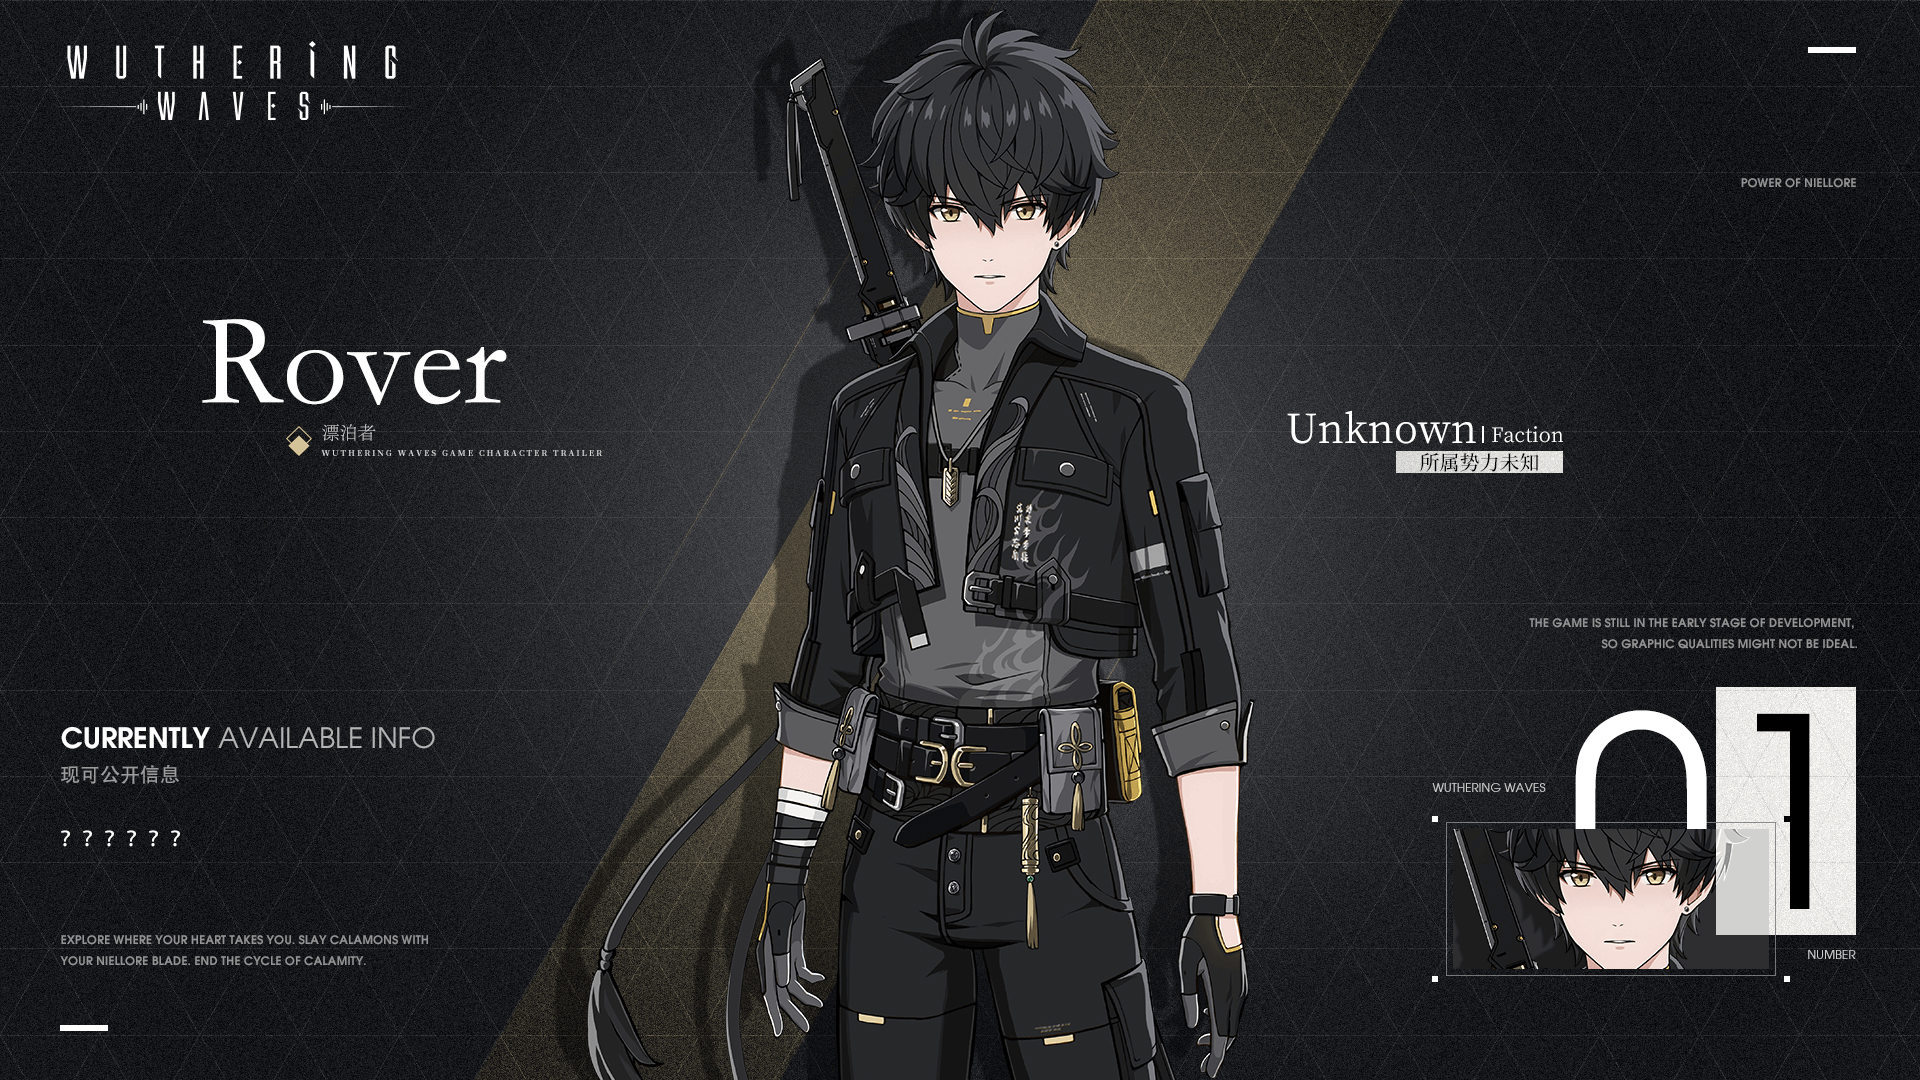 WUTHERING
WAVES
POWER OF NIELLORE
Rover
漂泊者
WUTHERING WAVES GAME CHARACTER TRAILER
Unknown | Faction
所属势力未知
THE GAME IS STILL IN THE EARLY STAGE OF DEVELOPMENT,
SO GRAPHIC QUALITIES MIGHT NOT BE IDEAL.
CURRENTLY AVAILABLE INFO
现可公开信息
? ? ? ? ? ?
EXPLORE WHERE YOUR HEART TAKES YOU. SLAY CALAMONS WITH
YOUR NIELLORE BLADE. END THE CYCLE OF CALAMITY.
01
WUTHERING WAVES
NUMBER